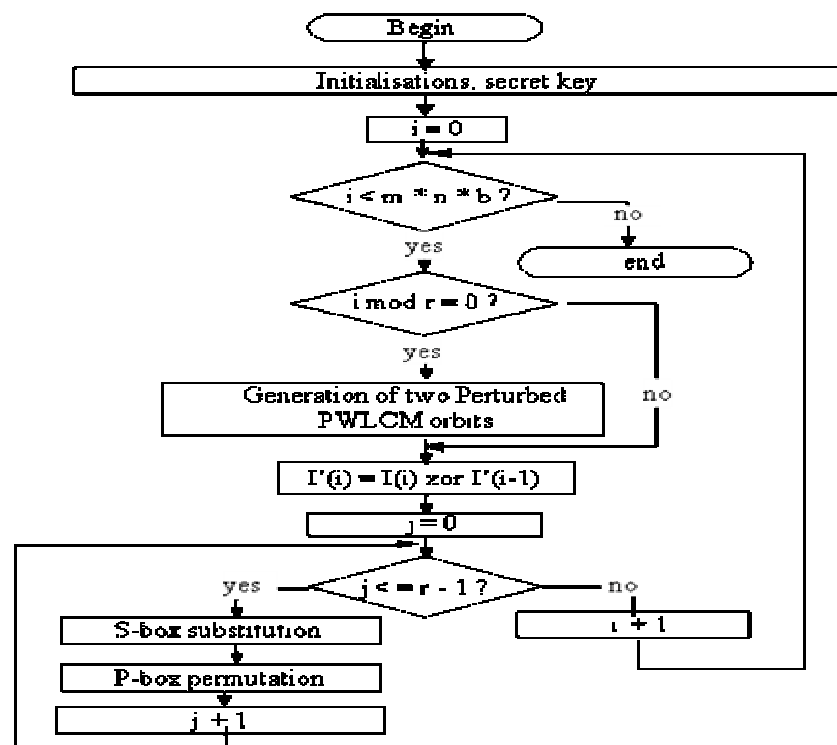 Begin
Initialisations, secret key
i = 0
i < m * n * b ?
no
yes
end
i mod r = 0 ?
yes
no
Generation of two Perturbed
PWLCM orbits
I'(i) = I(i) xor I'(i-1)
j = 0
yes
j <= r - 1 ?
no
S-box substitution
i + 1
P-box permutation
j + 1